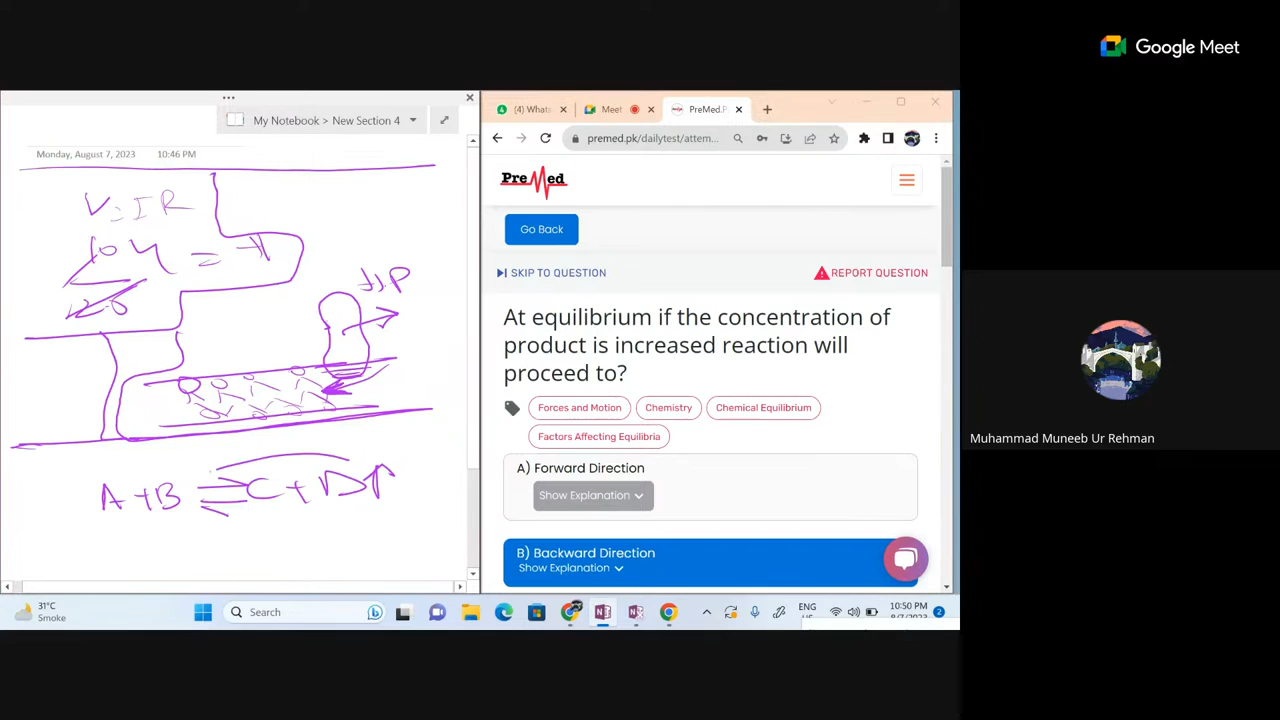 Google Meet
My Notebook > New Section 4
(4) Whats
Meet
PreMed.P
premed.pk/dailytest/attem...
Monday, August 7, 2023 10:46 PM
PreMed
Go Back
SKIP TO QUESTION
REPORT QUESTION
At equilibrium if the concentration of
product is increased reaction will
proceed to?
Forces and Motion
Chemistry
Chemical Equilibrium
Factors Affecting Equilibria
A) Forward Direction
Show Explanation
B) Backward Direction
Show Explanation
V=IR
H.P
A+B ⇌ C+D↑
Muhammad Muneeb Ur Rehman
31°C
Smoke
Search
ENG
10:50 PM
8/7/2023
2